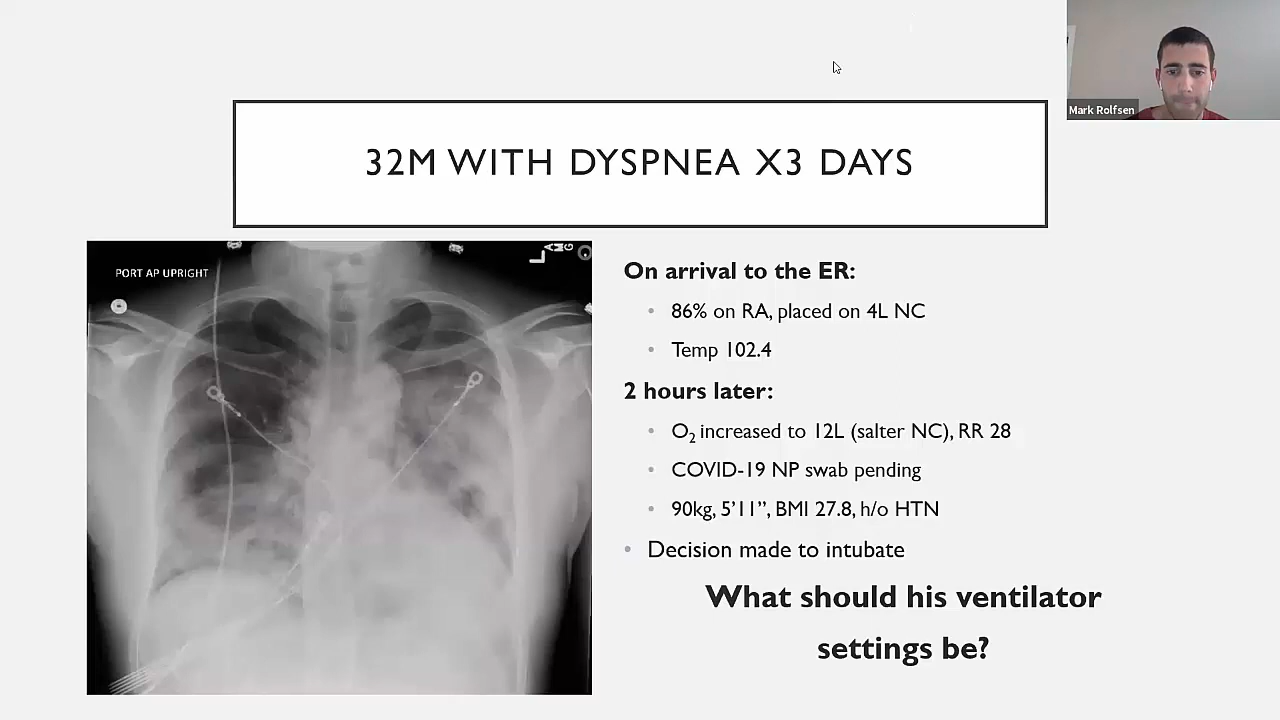 Mark Rolfsen
32M WITH DYSPNEA X3 DAYS
PORT AP UPRIGHT
L
On arrival to the ER:
• 86% on RA, placed on 4L NC
• Temp 102.4
2 hours later:
• O₂ increased to 12L (salter NC), RR 28
• COVID-19 NP swab pending
• 90kg, 5’11”, BMI 27.8, h/o HTN
• Decision made to intubate
What should his ventilator
settings be?